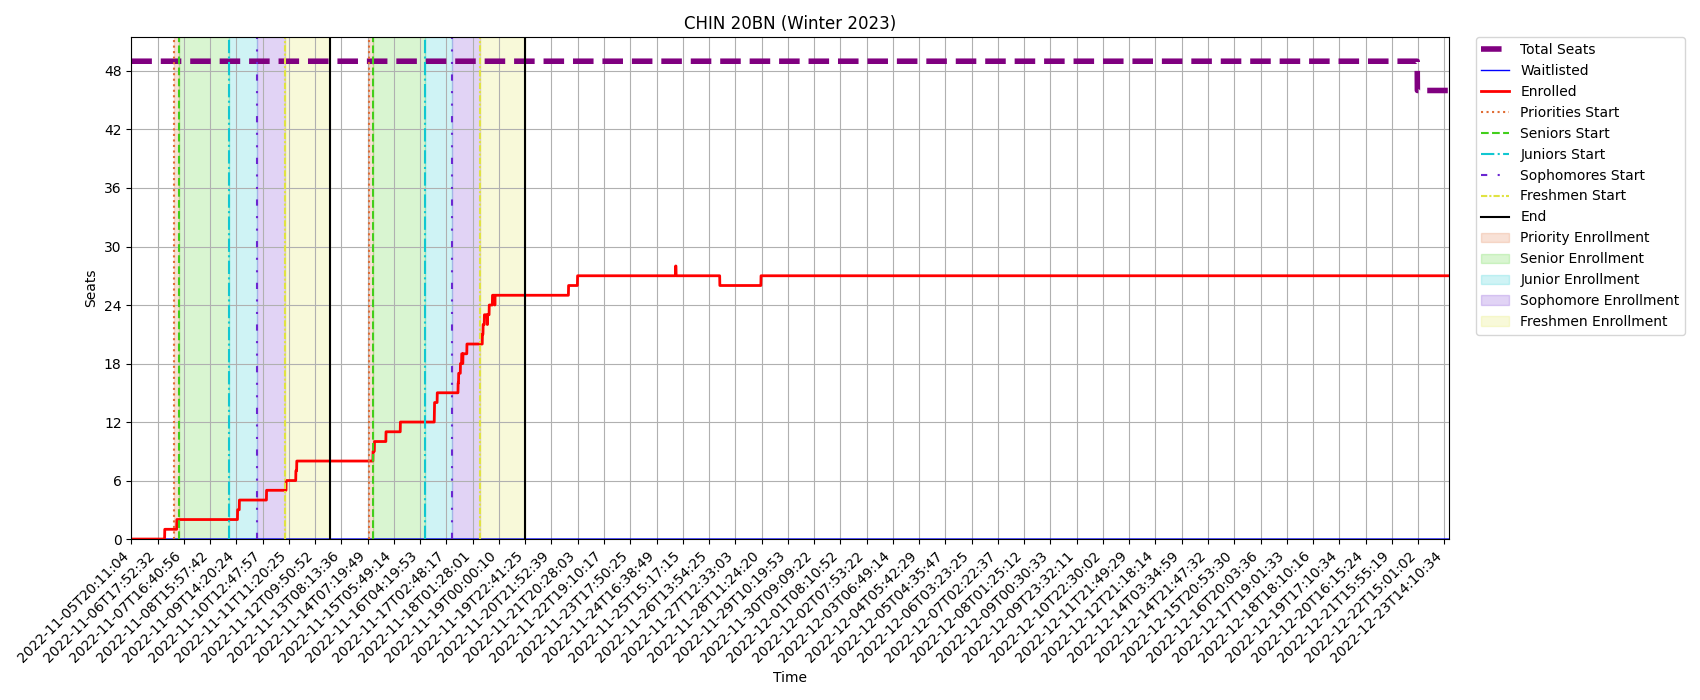 CHIN 20BN (Winter 2023)
Seats
48
42
36
30
24
18
12
6
0
2022-11-05T20:11:04
2022-11-06T17:52:32
2022-11-07T16:40:56
2022-11-08T15:57:42
2022-11-09T14:20:24
2022-11-10T12:47:57
2022-11-11T11:20:25
2022-11-12T09:50:52
2022-11-13T08:13:36
2022-11-14T07:19:49
2022-11-15T05:49:14
2022-11-16T04:19:53
2022-11-17T02:48:17
2022-11-18T01:28:01
2022-11-19T00:00:10
2022-11-19T22:41:25
2022-11-20T21:52:39
2022-11-21T20:28:03
2022-11-22T19:10:17
2022-11-23T17:50:25
2022-11-24T16:38:49
2022-11-25T15:17:15
2022-11-26T13:54:25
2022-11-27T12:33:03
2022-11-28T11:24:20
2022-11-29T10:19:53
2022-11-30T09:09:22
2022-12-01T08:10:52
2022-12-02T07:53:22
2022-12-03T06:49:14
2022-12-04T05:42:29
2022-12-05T04:35:47
2022-12-06T03:23:25
2022-12-07T02:22:37
2022-12-08T01:25:12
2022-12-09T00:30:33
2022-12-09T23:32:11
2022-12-10T22:30:02
2022-12-11T21:49:29
2022-12-12T21:18:14
2022-12-14T03:34:59
2022-12-14T21:47:32
2022-12-15T20:53:30
2022-12-16T20:03:36
2022-12-17T19:01:33
2022-12-18T18:10:16
2022-12-19T17:10:34
2022-12-20T16:15:24
2022-12-21T15:55:19
2022-12-22T15:01:02
2022-12-23T14:10:34
Time
Total Seats
Waitlisted
Enrolled
Priorities Start
Seniors Start
Juniors Start
Sophomores Start
Freshmen Start
End
Priority Enrollment
Senior Enrollment
Junior Enrollment
Sophomore Enrollment
Freshmen Enrollment